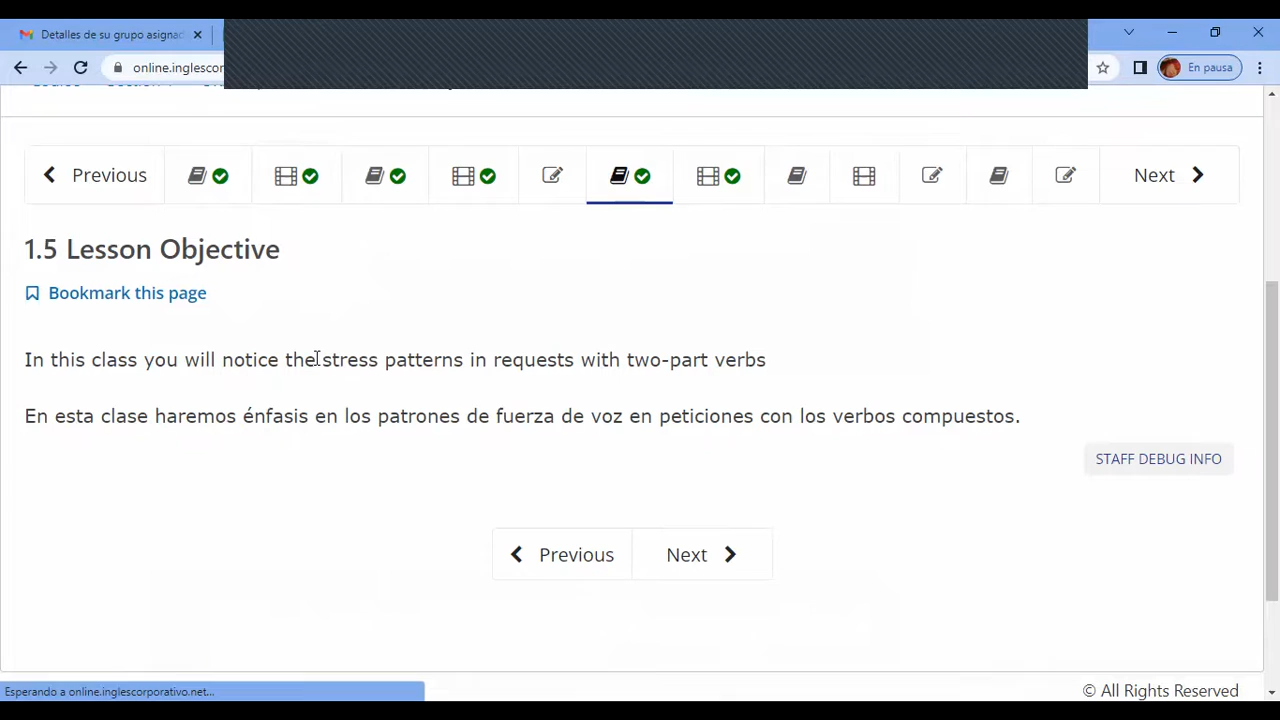 Detalles de su grupo asignad
online.inglescor
En pausa
Previous
Next
1.5 Lesson Objective
Bookmark this page
In this class you will notice the stress patterns in requests with two-part verbs
En esta clase haremos énfasis en los patrones de fuerza de voz en peticiones con los verbos compuestos.
STAFF DEBUG INFO
Previous
Next
Esperando a online.inglescorporativo.net...
© All Rights Reserved